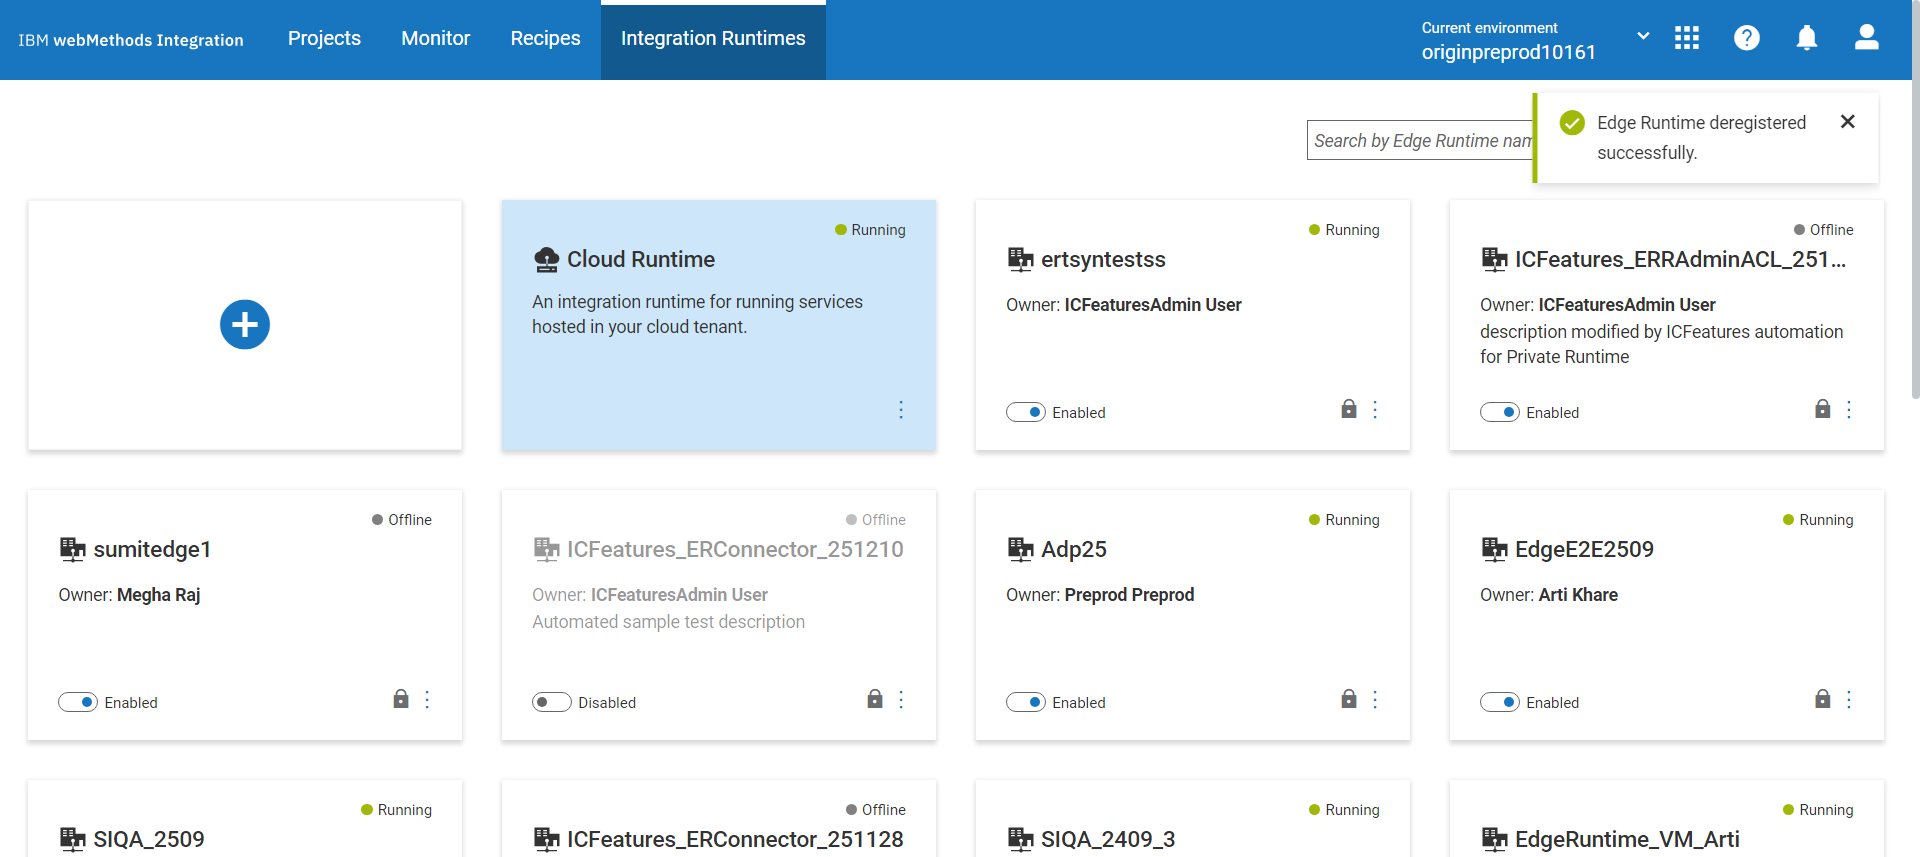 IBM webMethods Integration
Projects
Monitor
Recipes
Integration Runtimes
Current environment
originpreprod10161
Search by Edge Runtime nam
Edge Runtime deregistered
successfully.
Running
Cloud Runtime
An integration runtime for running services
hosted in your cloud tenant.
Running
ertsyntestss
Owner: ICFeaturesAdmin User
Enabled
Offline
ICFeatures_ERRAdminACL_251...
Owner: ICFeaturesAdmin User
description modified by ICFeatures automation
for Private Runtime
Enabled
Offline
sumitedge1
Owner: Megha Raj
Enabled
Offline
ICFeatures_ERConnector_251210
Owner: ICFeaturesAdmin User
Automated sample test description
Disabled
Running
Adp25
Owner: Preprod Preprod
Enabled
Running
EdgeE2E2509
Owner: Arti Khare
Enabled
Running
SIQA_2509
Offline
ICFeatures_ERConnector_251128
Running
SIQA_2409_3
Running
EdgeRuntime_VM_Arti